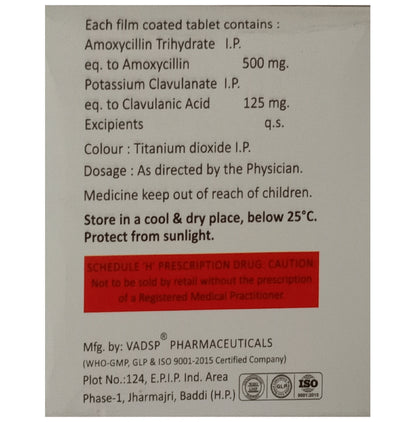 Each film coated tablet contains :
Amoxycillin Trihydrate I.P.
eq. to Amoxycillin 500 mg.
Potassium Clavulanate I.P.
eq. to Clavulanic Acid 125 mg.
Excipients q.s.
Colour : Titanium dioxide I.P.
Dosage : As directed by the Physician.
Medicine keep out of reach of children.
Store in a cool & dry place, below 25°C.
Protect from sunlight.
SCHEDULE 'H' PRESCRIPTION DRUG: CAUTION:
Not to be sold by retail without the prescription
of a Registered Medical Practitioner.
Mfg. by: VADSP® PHARMACEUTICALS
(WHO-GMP, GLP & ISO 9001-2015 Certified Company)
Plot No.:124, E.P.I.P. Ind. Area
Phase-1, Jharmajri, Baddi (H.P.)
GLP
ISO
9001:2015